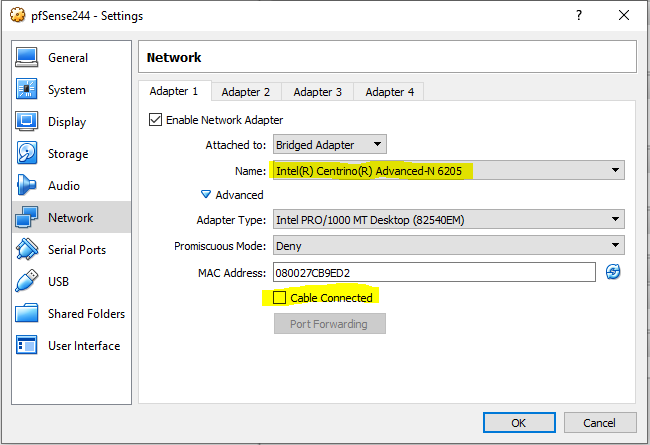 pfSense244 - Settings
? ×
General
System
Display
Storage
Audio
Network
Serial Ports
USB
Shared Folders
User Interface
Network
Adapter 1 Adapter 2 Adapter 3 Adapter 4
Enable Network Adapter
Attached to: Bridged Adapter
Name: Intel(R) Centrino(R) Advanced-N 6205
Advanced
Adapter Type: Intel PRO/1000 MT Desktop (82540EM)
Promiscuous Mode: Deny
MAC Address: 080027CB9ED2
Cable Connected
Port Forwarding
OK Cancel